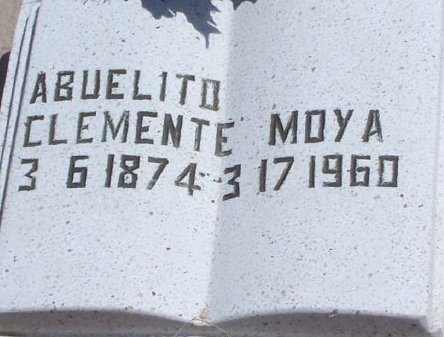 ABUELITO
CLEMENTE MOYA
3 6 1874-3 17 1960